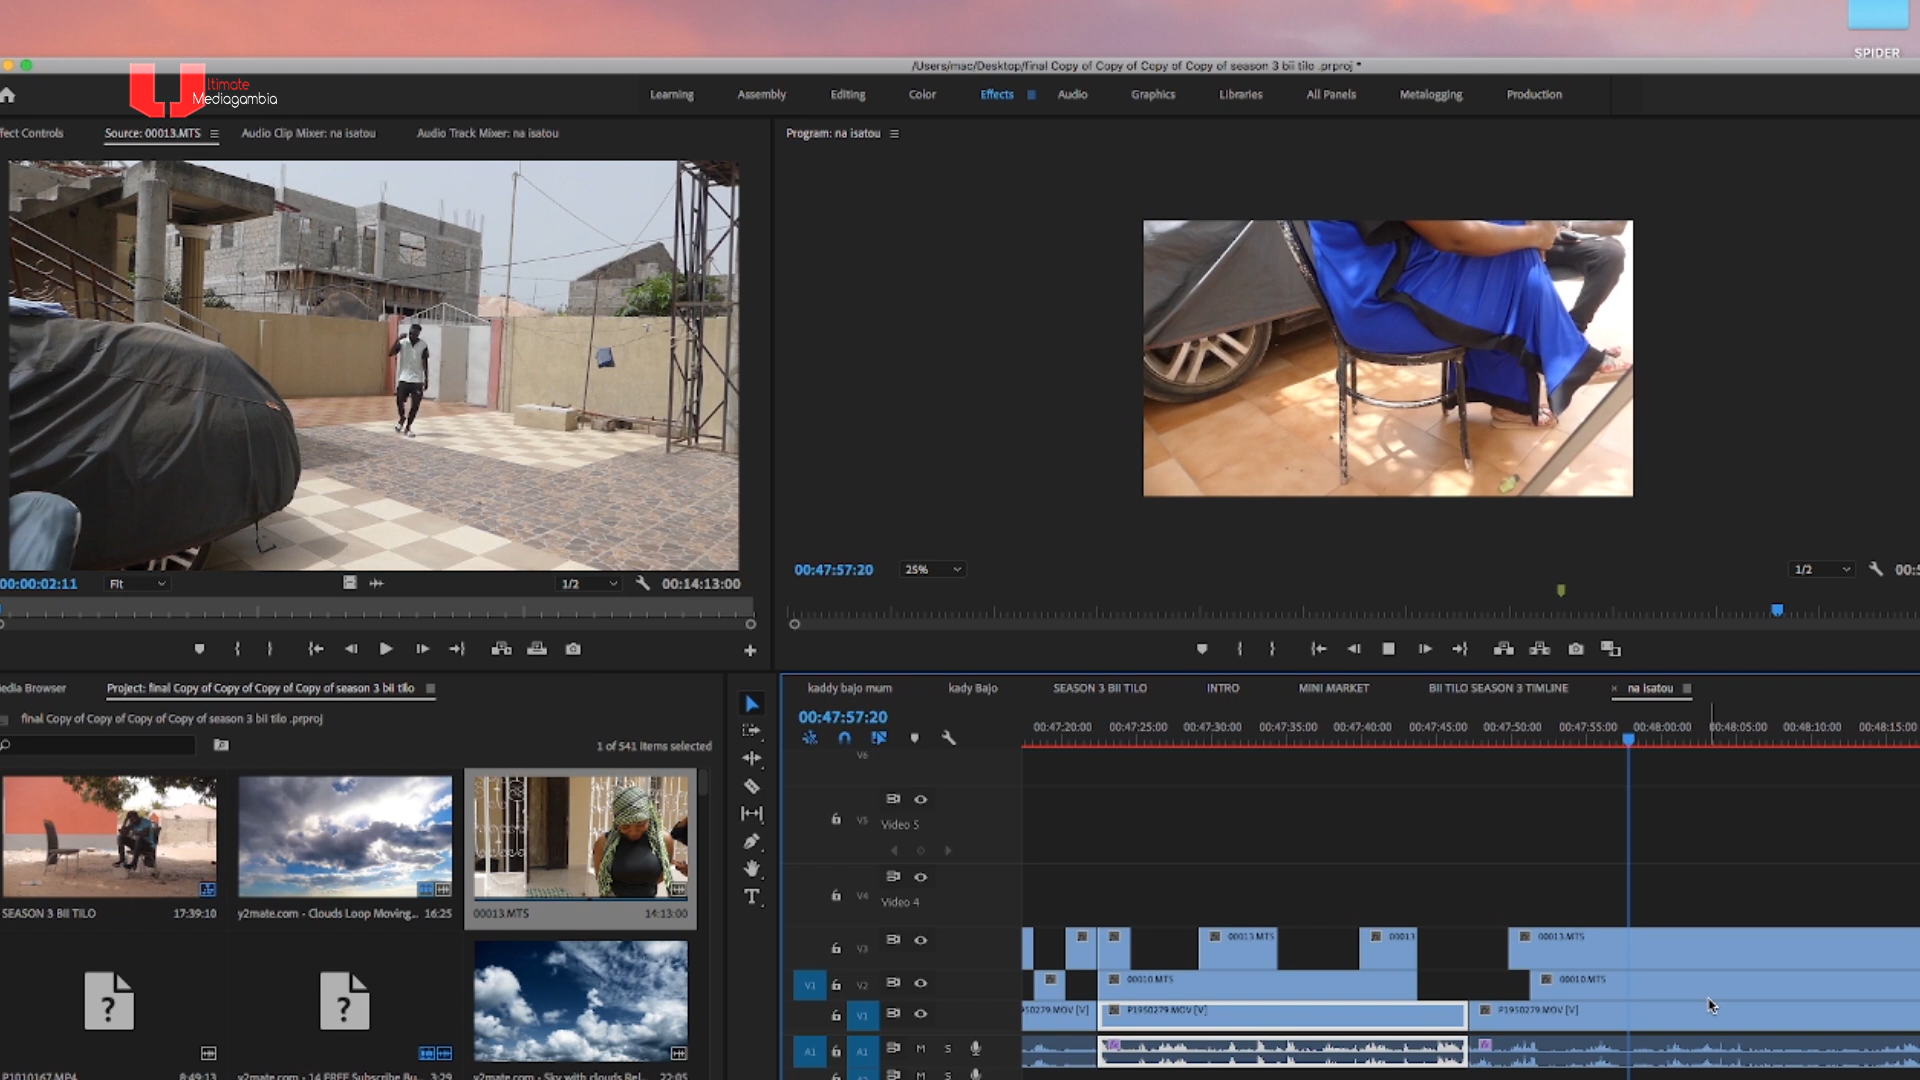 SPIDER
/Users/mac/Desktop/final Copy of Copy of Copy of Copy of season 3 bii tilo .prproj *
ltimate
Mediagambia
Learning Assembly Editing Color Effects Audio Graphics Libraries All Panels Metalogging Production
fect Controls Source: 00013.MTS Audio Clip Mixer: na isatou Audio Track Mixer: na isatou
Program: na isatou
00:00:02:11 Fit 1/2 00:14:13:00
00:47:57:20 25% 1/2 00:5
edia Browser Project: final Copy of Copy of Copy of Copy of season 3 bii tilo
final Copy of Copy of Copy of Copy of season 3 bii tilo .prproj
1 of 541 items selected
SEASON 3 BII TILO 17:39:10
y2mate.com - Clouds Loop Moving... 16:25
00013.MTS 14:13:00
P1010167.MP4 8:49:13
y2mate.com - 14 FREE Subscribe Bu... 3:29
y2mate.com - Sky with clouds Rel... 22:05
kaddy bajo mum kady Bajo SEASON 3 BII TILO INTRO MINI MARKET BII TILO SEASON 3 TIMLINE × na isatou
00:47:57:20
00:47:20:00 00:47:25:00 00:47:30:00 00:47:35:00 00:47:40:00 00:47:45:00 00:47:50:00 00:47:55:00 00:48:00:00 00:48:05:00 00:48:10:00 00:48:15:00
V6
V5 Video 5
V4 Video 4
V3 00013.MTS 00013 00013.MTS
V1 V2 00010.MTS 00010.MTS
V1 50279.MOV [V] P1950279.MOV [V] P1950279.MOV [V]
A1 A1 M S
M S